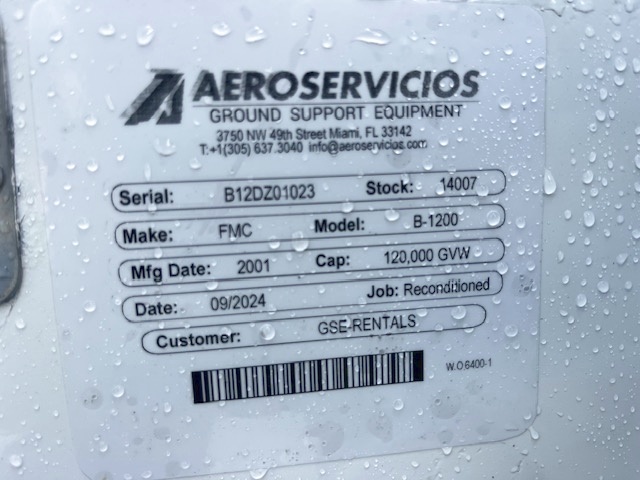 AEROSERVICIOS
GROUND SUPPORT EQUIPMENT
3750 NW 49th Street Miami, FL 33142
T:+1(305) 637.3040 info@aeroservicios.com
Serial: B12DZ01023 Stock: 14007
Make: FMC Model: B-1200
Mfg Date: 2001 Cap: 120,000 GVW
Date: 09/2024 Job: Reconditioned
Customer: GSE-RENTALS
W.O.6400-1